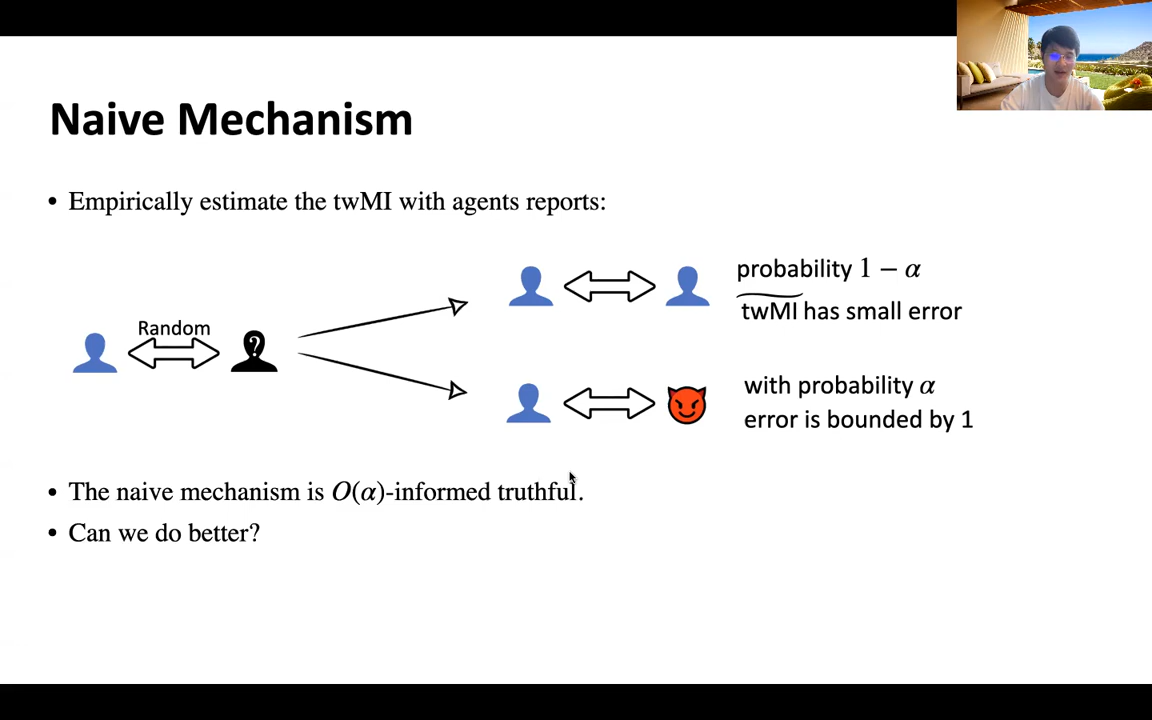 Naive Mechanism
• Empirically estimate the twMI with agents reports:
Random
?
probability 1 − α
twMI has small error
with probability α
error is bounded by 1
• The naive mechanism is O(α)-informed truthful.
• Can we do better?